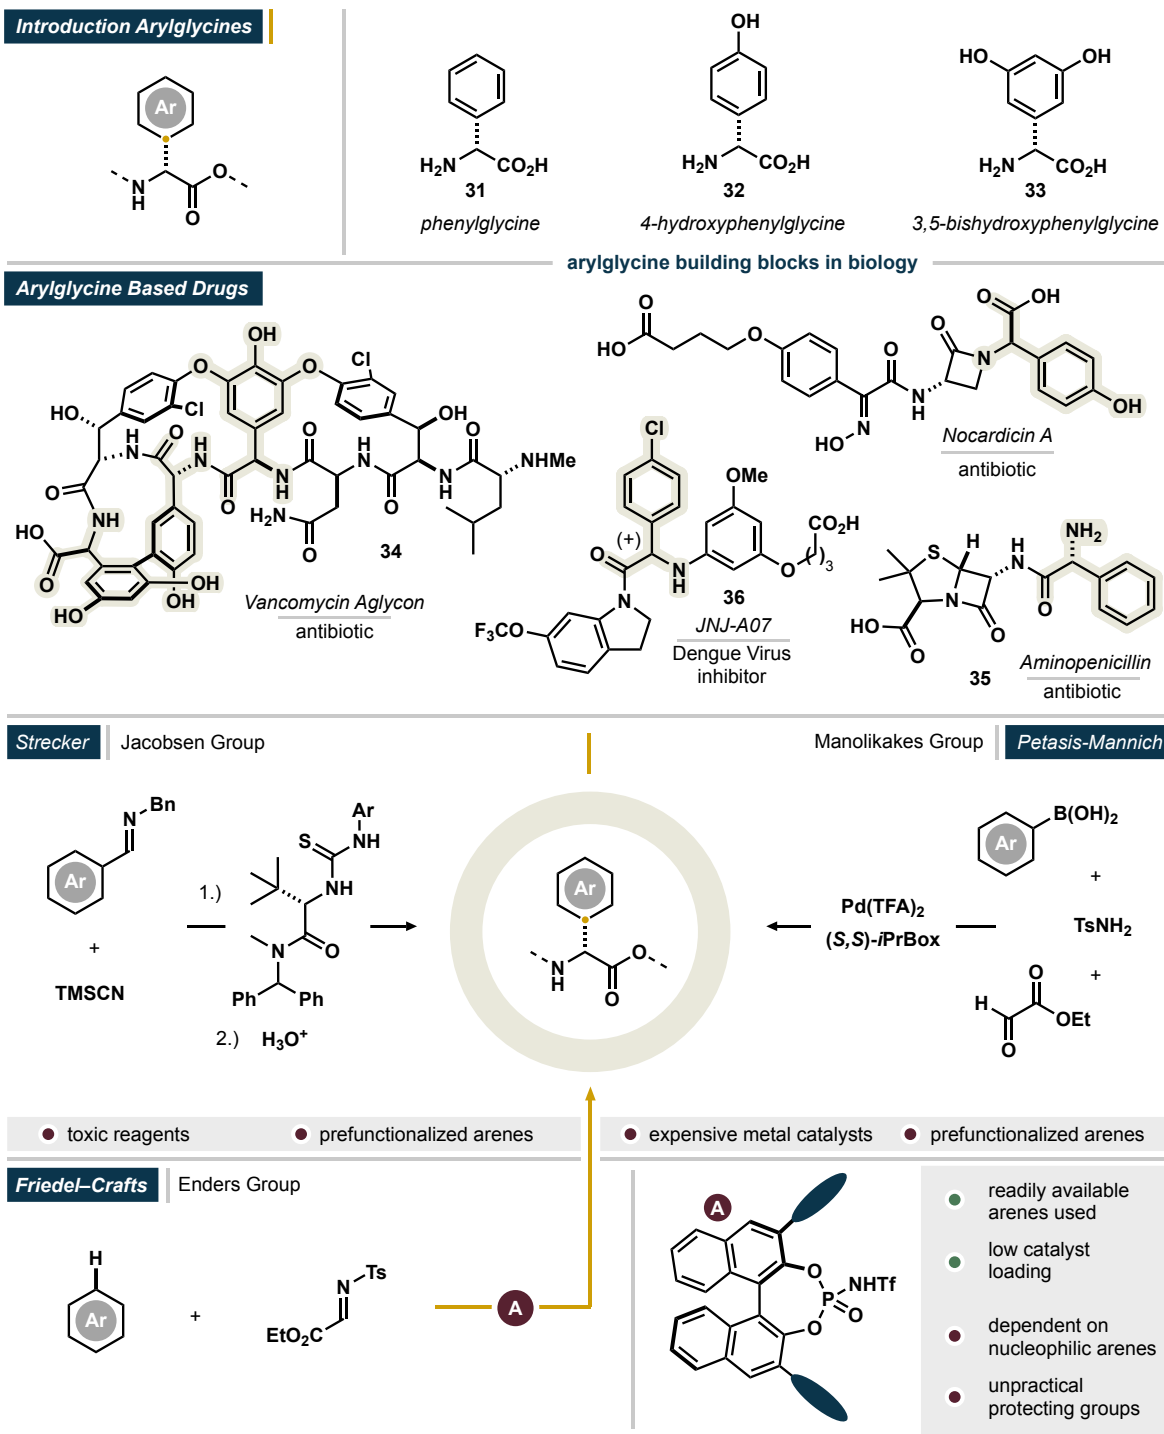 Introduction Arylglycines
Ar
N
H
O
O
H2N
CO2H
31
phenylglycine
OH
H2N
CO2H
32
4-hydroxyphenylglycine
HO
OH
H2N
CO2H
33
3,5-bishydroxyphenylglycine
arylglycine building blocks in biology
Arylglycine Based Drugs
OH
O
O
Cl
Cl
HO
OH
H
N
O
H
N
O
N
H
O
H
N
O
N
H
O
NHMe
O
NH
HO
O
H2N
O
OH
OH
HO
34
Vancomycin Aglycon
antibiotic
O
HO
O
N
HO
O
N
H
O
N
O
OH
OH
Nocardicin A
antibiotic
Cl
(+)
O
N
H
OMe
CO2H
O
3
N
F3CO
36
JNJ-A07
Dengue Virus
inhibitor
S
H
H
N
NH2
O
N
O
HO
O
35
Aminopenicillin
antibiotic
Strecker
Jacobsen Group
Manolikakes Group
Petasis-Mannich
N
Bn
Ar
+
TMSCN
1.)
Ar
S
NH
NH
N
O
Ph
Ph
2.)
H3O+
Ar
N
H
O
O
Pd(TFA)2
(S,S)-iPrBox
B(OH)2
Ar
+
TsNH2
+
O
H
OEt
O
toxic reagents
prefunctionalized arenes
expensive metal catalysts
prefunctionalized arenes
Friedel–Crafts
Enders Group
H
Ar
+
N
Ts
EtO2C
A
A
O
P
NHTf
O
O
readily available
arenes used
low catalyst
loading
dependent on
nucleophilic arenes
unpractical
protecting groups